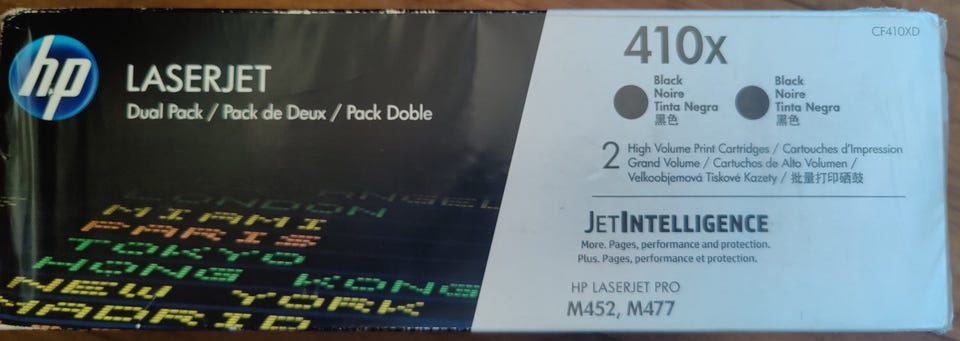 hp
LASERJET
Dual Pack / Pack de Deux / Pack Doble
LONDON
ANGEL
MIAMI
PARIS
TOKYO
HONG KONG
NEW YORK
MADRID
410X
CF410XD
Black
Noire
Tinta Negra
黑色
Black
Noire
Tinta Negra
黑色
2 High Volume Print Cartridges / Cartouches d'Impression
Grand Volume / Cartuchos de Alto Volumen /
Velkoobjemová Tiskové Kazety / 批量打印硒鼓
JETINTELLIGENCE
More. Pages, performance and protection.
Plus. Pages, performance et protection.
HP LASERJET PRO
M452, M477